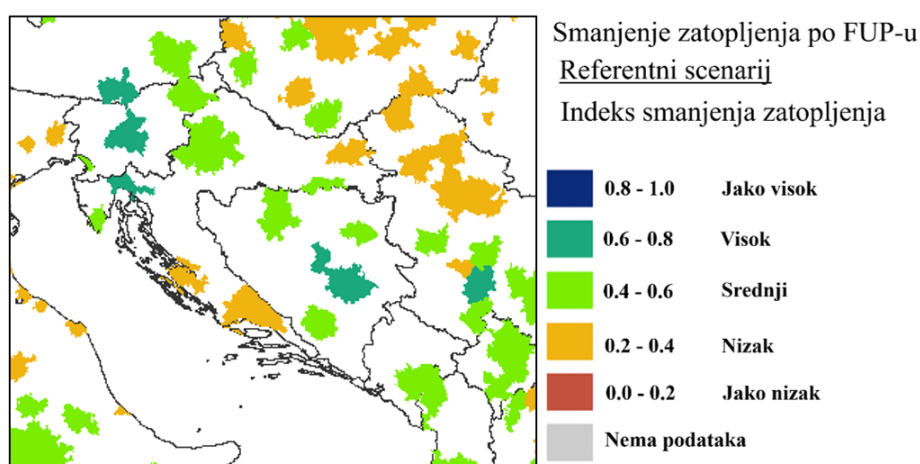 Smanjenje zatopljenja po FUP-u
Referentni scenarij
Indeks smanjenja zatopljenja
0.8 - 1.0 Jako visok
0.6 - 0.8 Visok
0.4 - 0.6 Srednji
0.2 - 0.4 Nizak
0.0 - 0.2 Jako nizak
Nema podataka